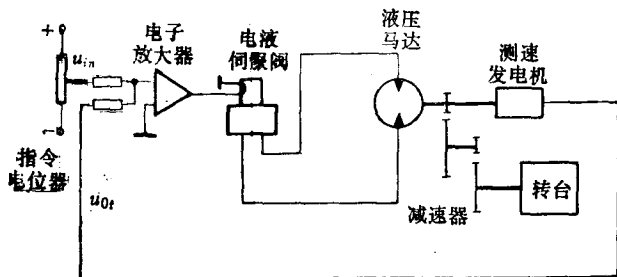 +
u_in
电子
放大器
电液
伺服阀
液压
马达
测速
发电机
-
指令
电位器
u_0t
减速器
转台